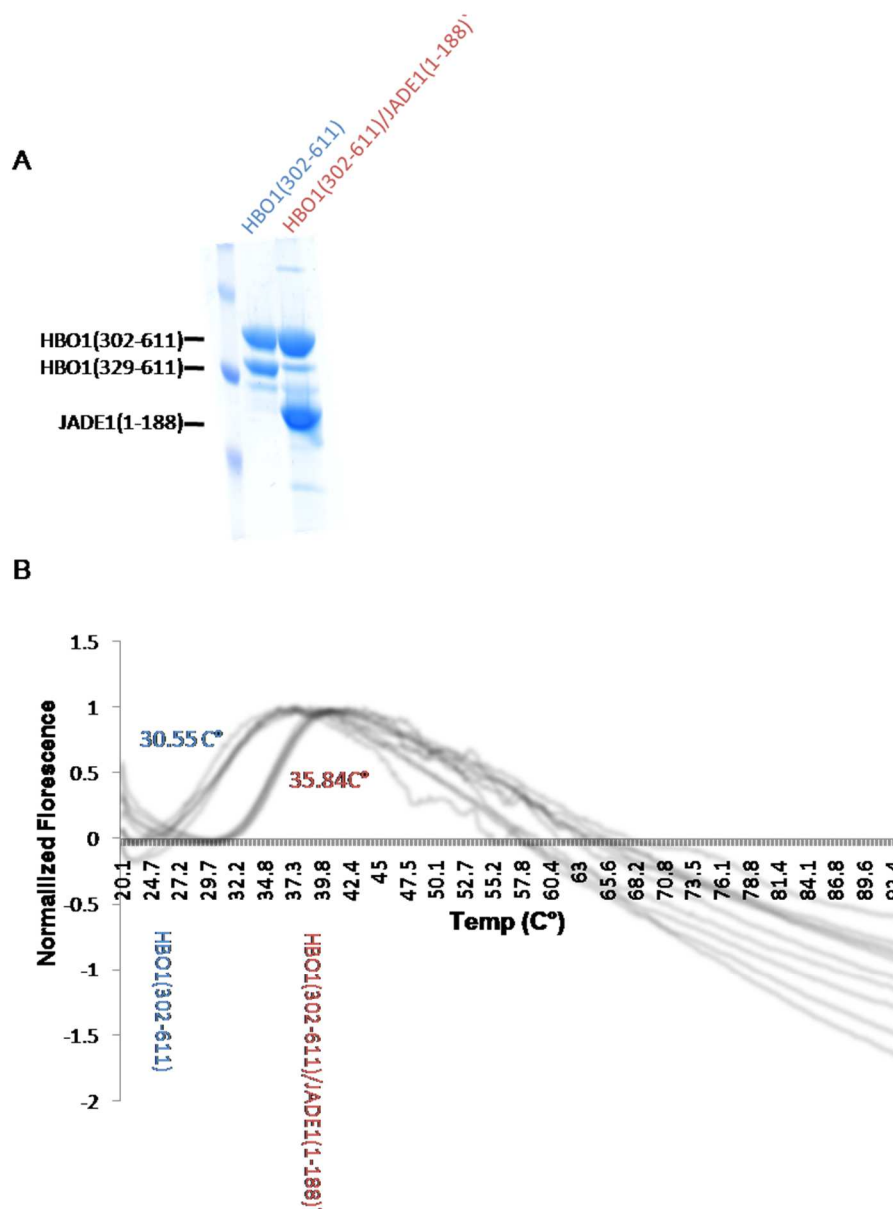 A
HBO1(302-611)
HBO1(302-611)/JADE1(1-188)`
HBO1(302-611)
HBO1(329-611)
JADE1(1-188)
B
1.5
1
0.5
0
-0.5
-1
-1.5
-2
Normallized Florescence
30.55C°
35.84C°
20.1 24.7 27.2 29.7 32.2 34.8 37.3 39.8 42.4 45 47.5 50.1 52.7 55.2 57.8 60.4 63 65.6 68.2 70.8 73.5 76.1 78.8 81.4 84.1 86.8 89.6 92.4
Temp (C°)
HBO1(302-611)
HBO1(302-611)/JADE1(1-188)`